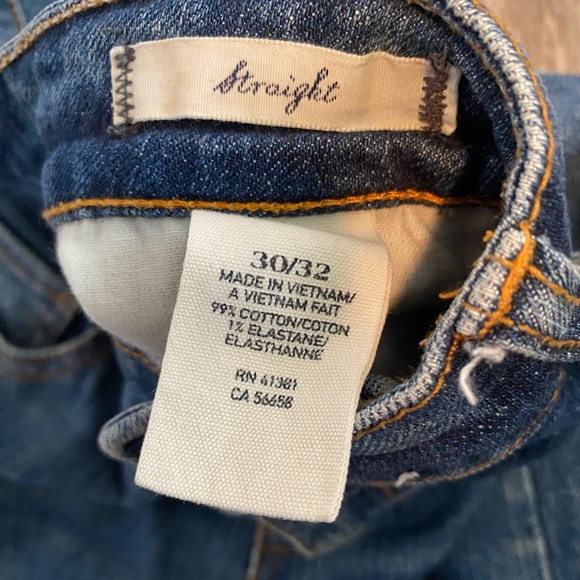 Straight
30/32
MADE IN VIETNAM/
A VIETNAM FAIT
99% COTTON/COTON
1% ELASTANE/
ELASTHANNE
RN 41381
CA 56658